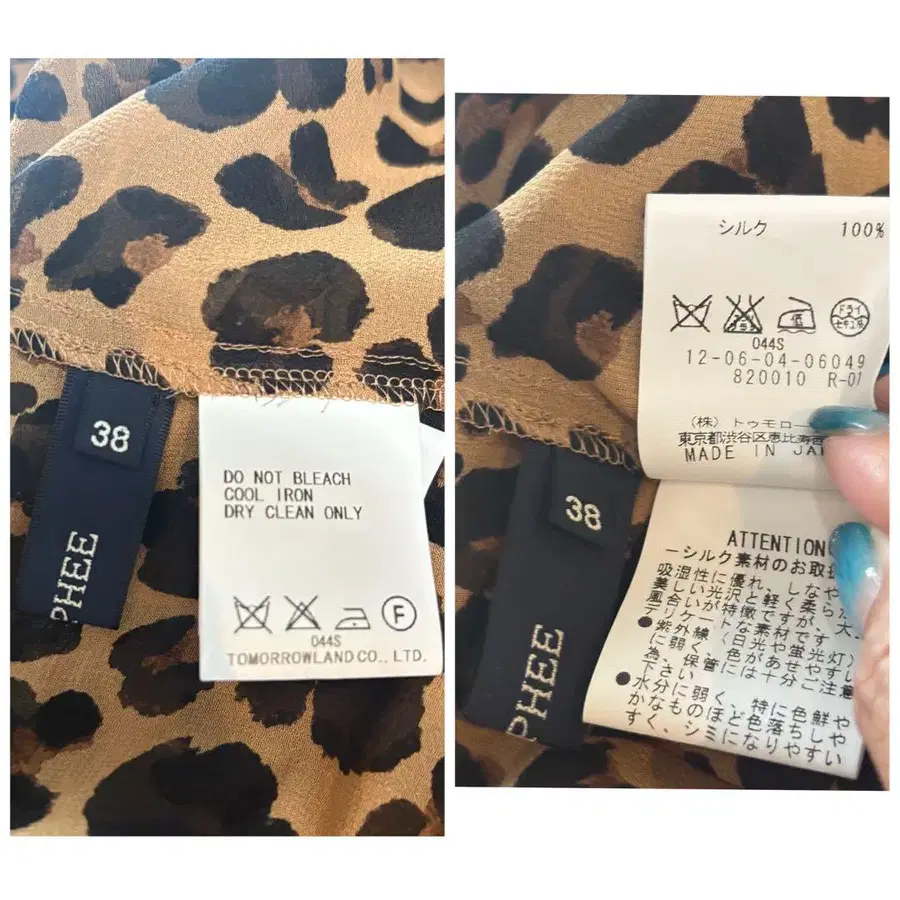 38
PHEE
DO NOT BLEACH
COOL IRON
DRY CLEAN ONLY
F
044S
TOMORROWLAND CO., LTD.
シルク 100%
低
ドライ
セキユ系
044S
12-06-04-06049
820010 R-01
(株) トゥモロー
東京都渋谷区恵比寿西
MADE IN JA
38
PHEE
ATTENTION
ーシルク素材のお取扱
吸湿性に優れ、しなや
美しい光沢と軽く柔らか
風合いが特徴ですが、大
デリケートな素材です
●紫外線(日光や蛍光灯)
に弱く、色があせやすい
為、保管には十分ご注意
下さい
●水分に弱く、特に色鮮や
かなものほど色落ちしや
すく、シミになりやすい